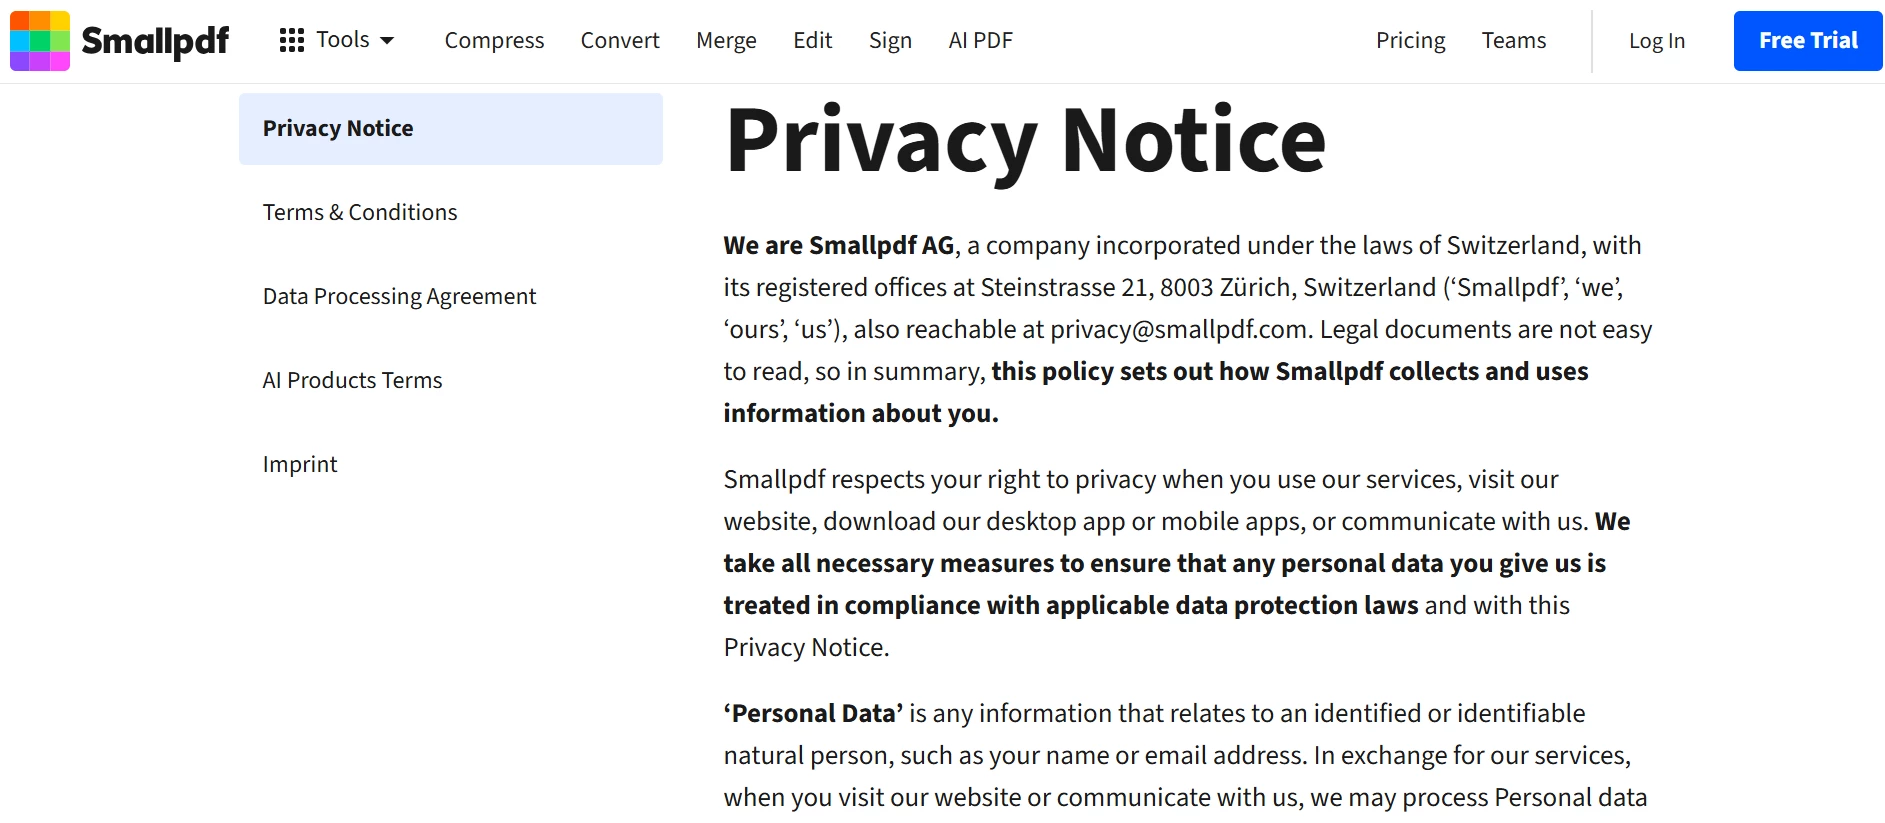 Smallpdf
Tools
Compress
Convert
Merge
Edit
Sign
AI PDF
Pricing
Teams
Log In
Free Trial
Privacy Notice
Terms & Conditions
Data Processing Agreement
AI Products Terms
Imprint
Privacy Notice
We are Smallpdf AG, a company incorporated under the laws of Switzerland, with
its registered offices at Steinstrasse 21, 8003 Zürich, Switzerland (‘Smallpdf’, ‘we’,
‘ours’, ‘us’), also reachable at privacy@smallpdf.com. Legal documents are not easy
to read, so in summary, this policy sets out how Smallpdf collects and uses
information about you.
Smallpdf respects your right to privacy when you use our services, visit our
website, download our desktop app or mobile apps, or communicate with us. We
take all necessary measures to ensure that any personal data you give us is
treated in compliance with applicable data protection laws and with this
Privacy Notice.
‘Personal Data’ is any information that relates to an identified or identifiable
natural person, such as your name or email address. In exchange for our services,
when you visit our website or communicate with us, we may process Personal data